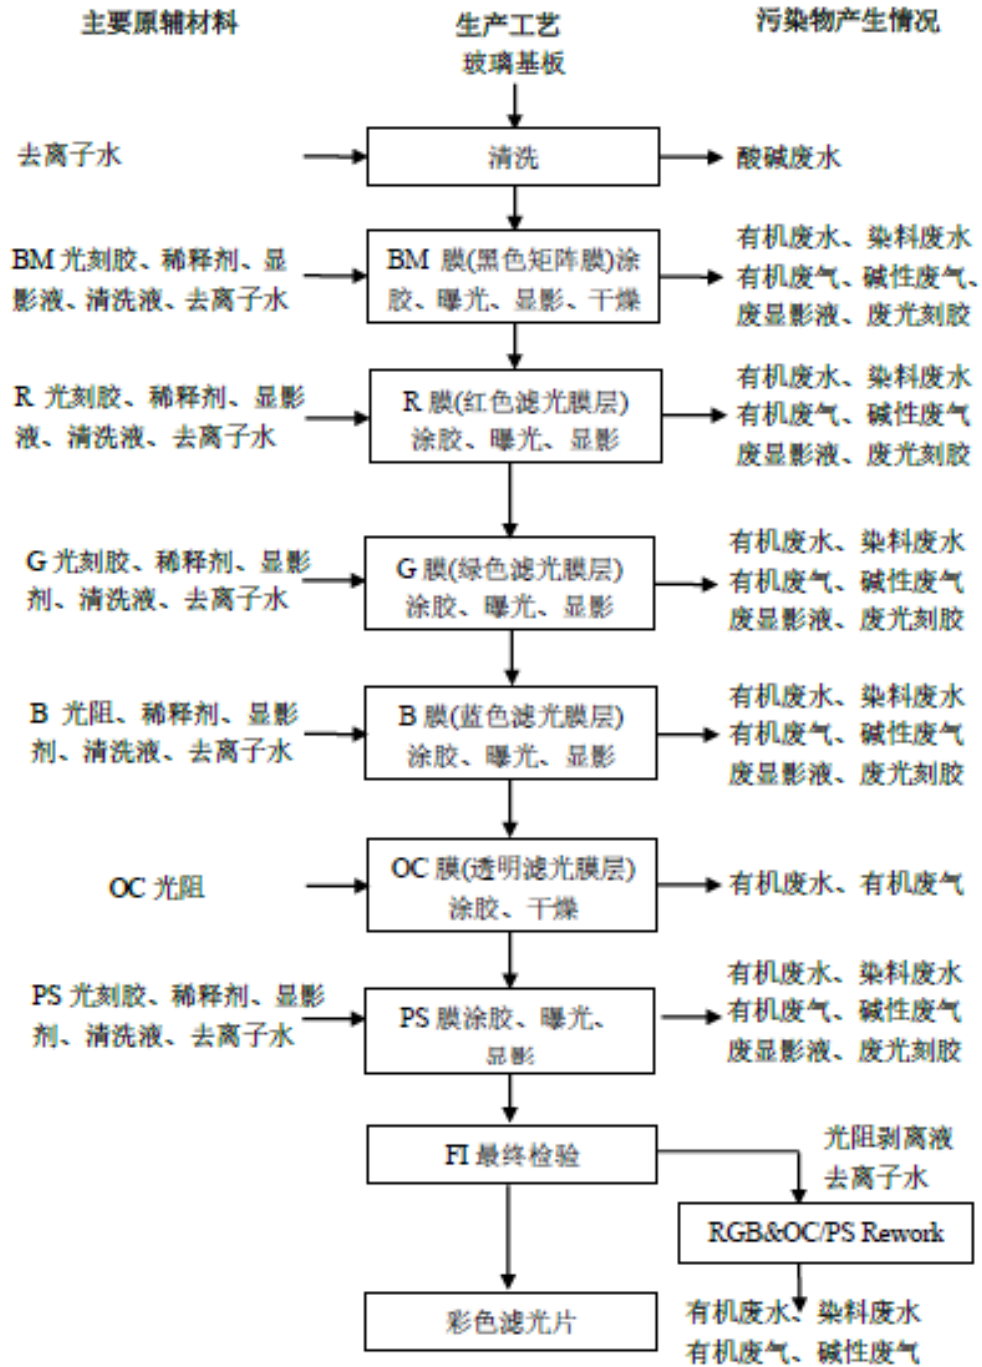 主要原辅材料
生产工艺
污染物产生情况
玻璃基板
去离子水
清洗
酸碱废水
BM 光刻胶、稀释剂、显
影液、清洗液、去离子水
BM 膜(黑色矩阵膜)涂
胶、曝光、显影、干燥
有机废水、染料废水
有机废气、碱性废气、
废显影液、废光刻胶
R 光刻胶、稀释剂、显影
液、清洗液、去离子水
R 膜(红色滤光膜层)
涂胶、曝光、显影
有机废水、染料废水
有机废气、碱性废气
废显影液、废光刻胶
G 光刻胶、稀释剂、显影
剂、清洗液、去离子水
G 膜(绿色滤光膜层)
涂胶、曝光、显影
有机废水、染料废水
有机废气、碱性废气
废显影液、废光刻胶
B 光阻、稀释剂、显影
剂、清洗液、去离子水
B 膜(蓝色滤光膜层)
涂胶、曝光、显影
有机废水、染料废水
有机废气、碱性废气
废显影液、废光刻胶
OC 光阻
OC 膜(透明滤光膜层)
涂胶、干燥
有机废水、有机废气
PS 光刻胶、稀释剂、显影
剂、清洗液、去离子水
PS 膜涂胶、曝光、
显影
有机废水、染料废水
有机废气、碱性废气
废显影液、废光刻胶
FI 最终检验
光阻剥离液
去离子水
RGB&OC/PS Rework
彩色滤光片
有机废水、染料废水
有机废气、碱性废气